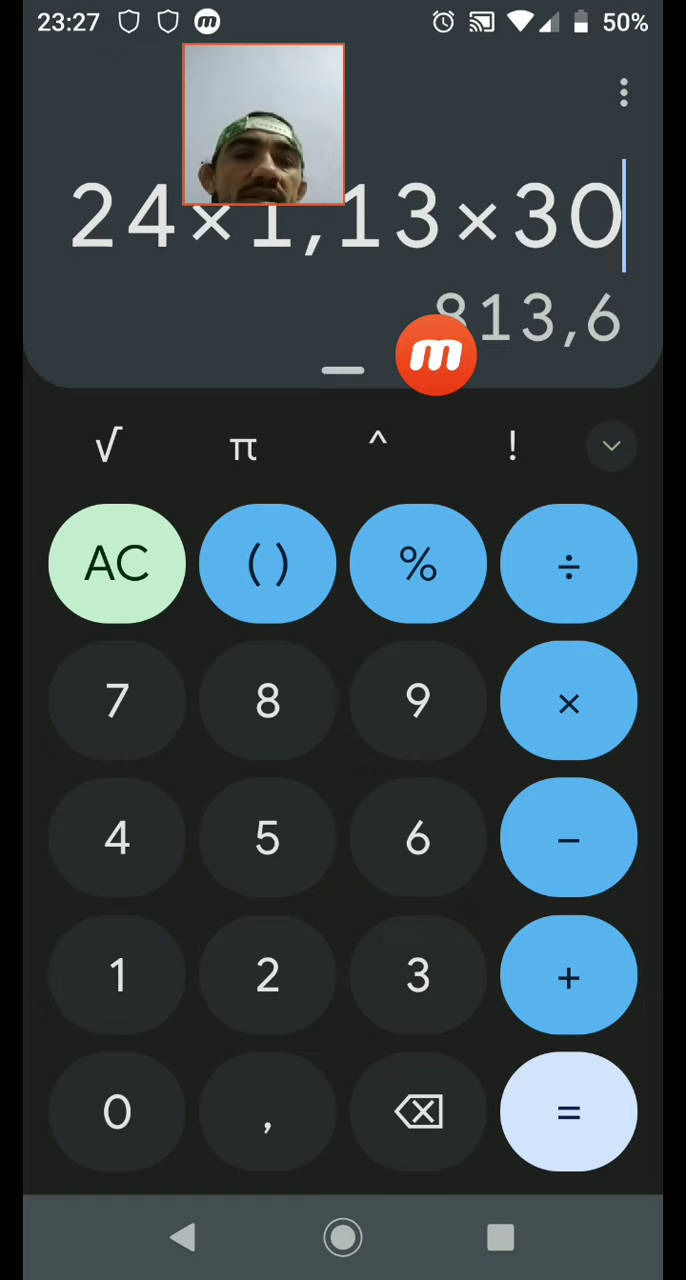 23:27 m 50%
24×1,13×30
813,6
m
√ π ^ !
AC () % ÷
7 8 9 ×
4 5 6 −
1 2 3 +
0 , =